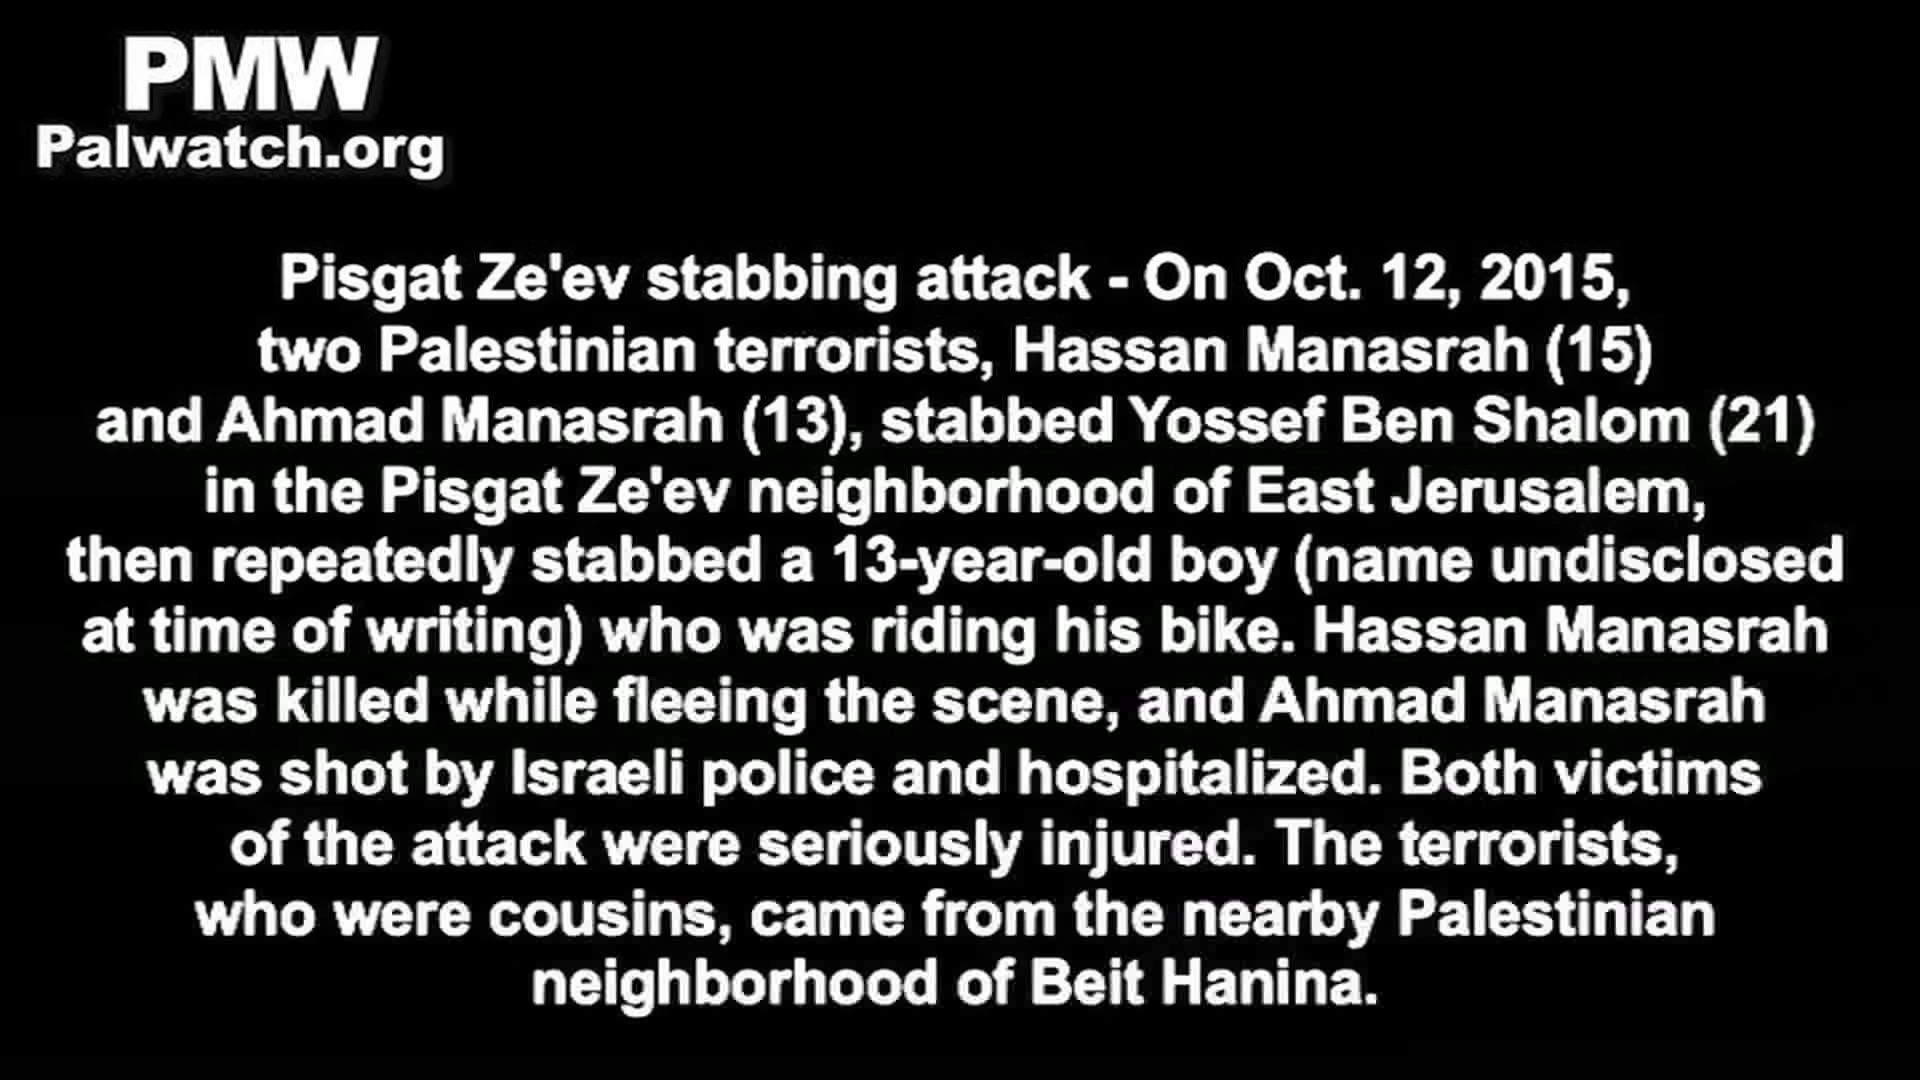 PMW
Palwatch.org
Pisgat Ze'ev stabbing attack - On Oct. 12, 2015,
two Palestinian terrorists, Hassan Manasrah (15)
and Ahmad Manasrah (13), stabbed Yossef Ben Shalom (21)
in the Pisgat Ze'ev neighborhood of East Jerusalem,
then repeatedly stabbed a 13-year-old boy (name undisclosed
at time of writing) who was riding his bike. Hassan Manasrah
was killed while fleeing the scene, and Ahmad Manasrah
was shot by Israeli police and hospitalized. Both victims
of the attack were seriously injured. The terrorists,
who were cousins, came from the nearby Palestinian
neighborhood of Beit Hanina.